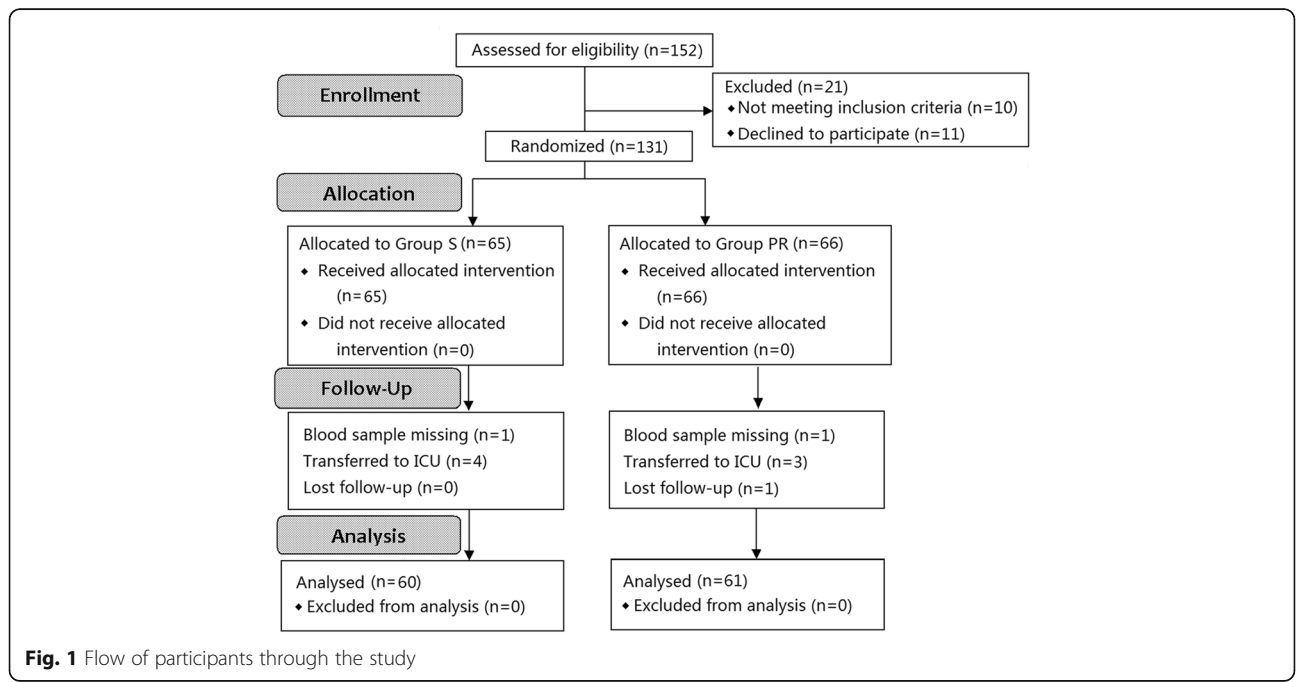 Assessed for eligibility (n=152)
Enrollment
Excluded (n=21)
◆Not meeting inclusion criteria (n=10)
◆Declined to participate (n=11)
Randomized (n=131)
Allocation
Allocated to Group S (n=65)
◆ Received allocated intervention
(n=65)
◆ Did not receive allocated
intervention (n=0)
Allocated to Group PR (n=66)
◆ Received allocated intervention
(n=66)
◆ Did not receive allocated
intervention (n=0)
Follow-Up
Blood sample missing (n=1)
Transferred to ICU (n=4)
Lost follow-up (n=0)
Blood sample missing (n=1)
Transferred to ICU (n=3)
Lost follow-up (n=1)
Analysis
Analysed (n=60)
◆Excluded from analysis (n=0)
Analysed (n=61)
◆Excluded from analysis (n=0)
Fig. 1 Flow of participants through the study